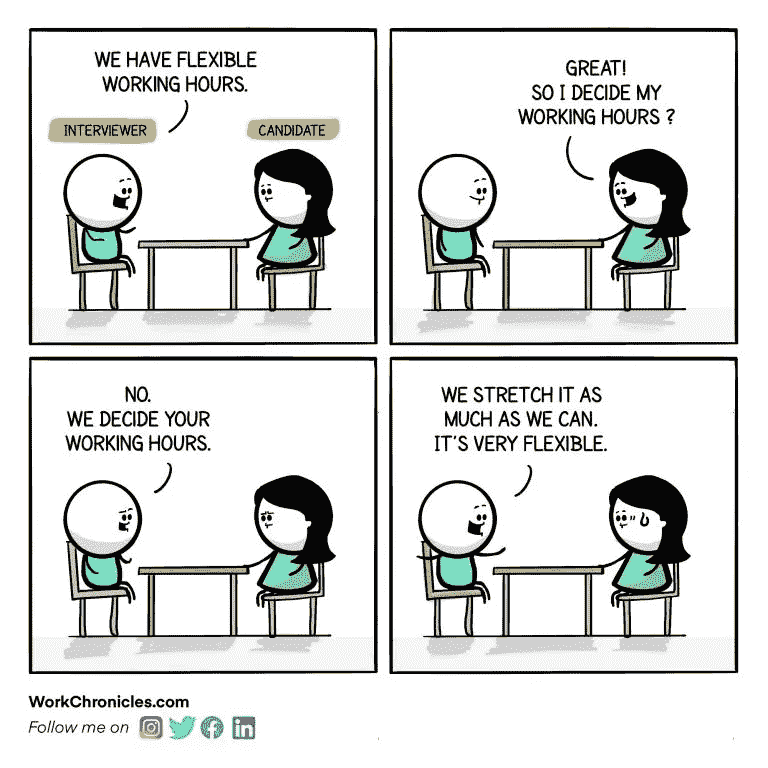 WE HAVE FLEXIBLE
WORKING HOURS.
INTERVIEWER
CANDIDATE
GREAT!
SO I DECIDE MY
WORKING HOURS ?
NO.
WE DECIDE YOUR
WORKING HOURS.
WE STRETCH IT AS
MUCH AS WE CAN.
IT'S VERY FLEXIBLE.
WorkChronicles.com
Follow me on